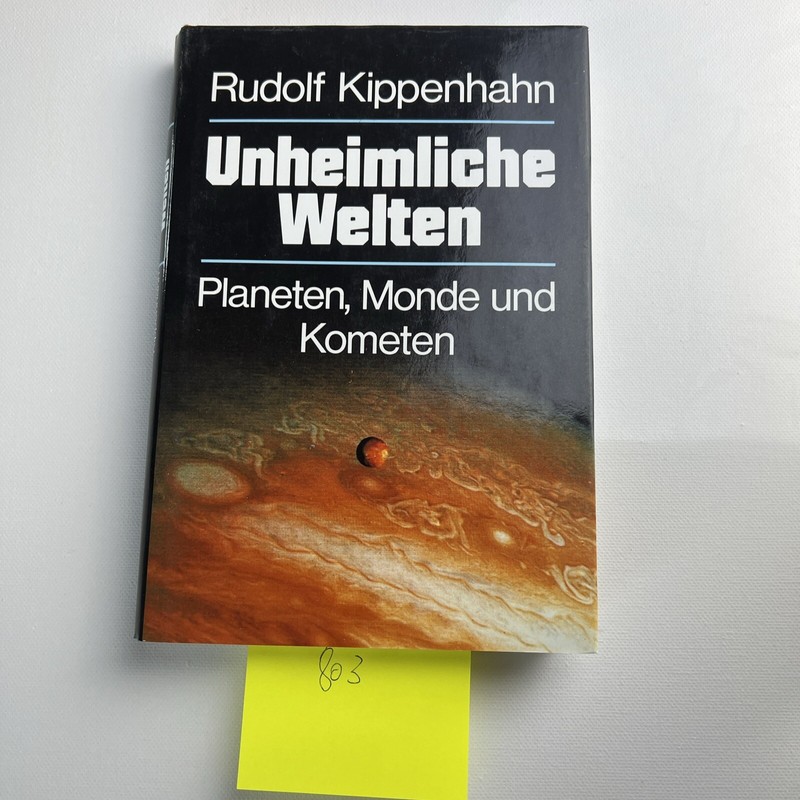 Rudolf Kippenhahn
Unheimliche
Welten
Planeten, Monde und
Kometen
803